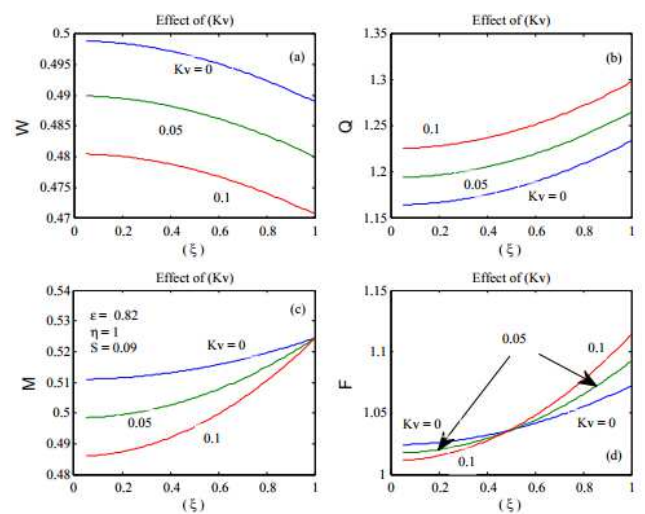 Effect of (Kv)
0.5
0.495
0.49
0.485
0.48
0.475
0.47
W
(a)
Kv = 0
0.05
0.1
0
0.2
0.4
0.6
0.8
1
(ξ)
Effect of (Kv)
1.35
1.3
1.25
1.2
1.15
Q
(b)
0.1
0.05
Kv = 0
0
0.2
0.4
0.6
0.8
1
(ξ)
Effect of (Kv)
0.54
0.53
0.52
0.51
0.5
0.49
0.48
M
ε = 0.82
η = 1
S = 0.09
(c)
Kv = 0
0.05
0.1
0
0.2
0.4
0.6
0.8
1
(ξ)
Effect of (Kv)
1.15
1.1
1.05
1
F
0.05
0.1
Kv = 0
Kv = 0
0.1
(d)
0
0.2
0.4
0.6
0.8
1
(ξ)